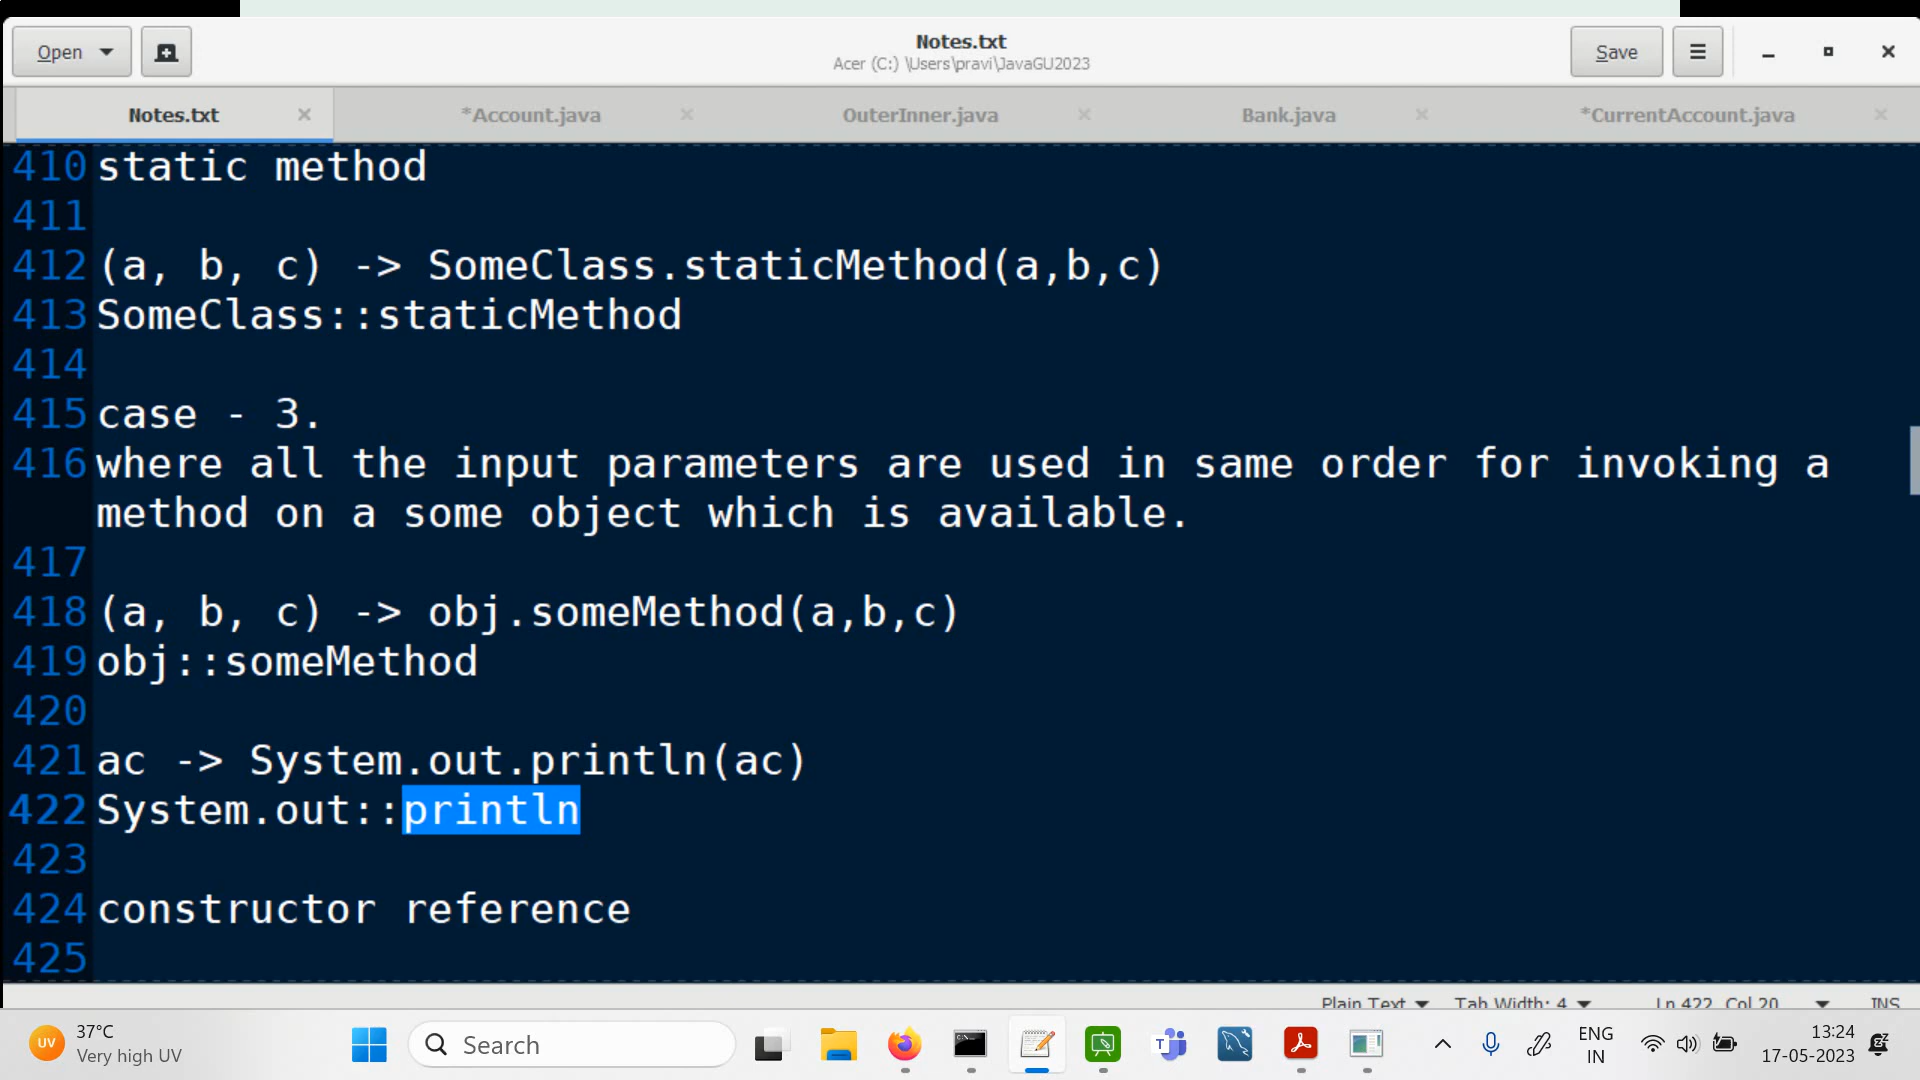 Open
Notes.txt
Acer (C:) \Users\pravi\JavaGU2023
Save
Notes.txt
*Account.java
OuterInner.java
Bank.java
*CurrentAccount.java
410 static method
411
412 (a, b, c) -> SomeClass.staticMethod(a,b,c)
413 SomeClass::staticMethod
414
415 case - 3.
416 where all the input parameters are used in same order for invoking a
method on a some object which is available.
417
418 (a, b, c) -> obj.someMethod(a,b,c)
419 obj::someMethod
420
421 ac -> System.out.println(ac)
422 System.out::println
423
424 constructor reference
425
Plain Text Tab Width: 4 Ln 422, Col 20 INS
UV 37°C
Very high UV
Search
ENG
IN
13:24
17-05-2023